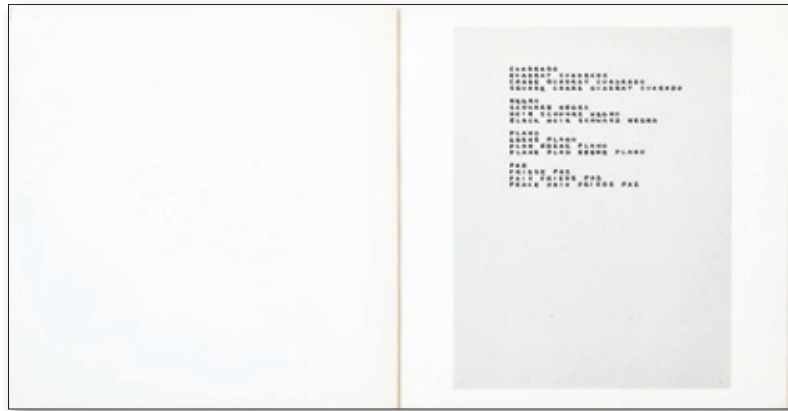 CUADRADO
QUADRAT CUADRADO
CARRE QUADRAT CUADRADO
SQUARE CARRE QUADRAT CUADRADO
NEGRO
SCHWARZ NEGRO
NOIR SCHWARZ NEGRO
BLACK NOIR SCHWARZ NEGRO
PLANO
EBENE PLANO
PLAN EBENE PLANO
PLANE PLAN EBENE PLANO
PAZ
FRIEDE PAZ
PAIX FRIEDE PAZ
PEACE PAIX FRIEDE PAZ